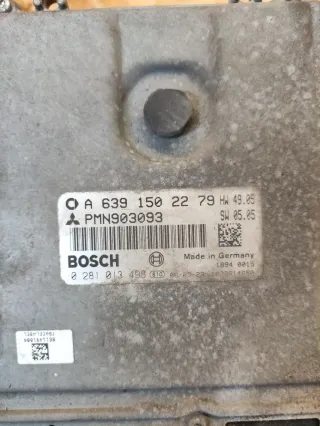 A 639 150 22 79 HW 49.05
PMN903093 SW 05.05
BOSCH Made in Germany
0 281 013 498